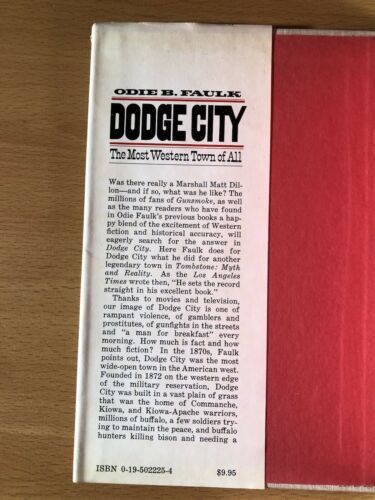 ODIE B. FAULK
DODGE CITY
The Most Western Town of All
Was there really a Marshall Matt Dil-
lon—and if so, what was he like? The
millions of fans of Gunsmoke, as well
as the many readers who have found
in Odie Faulk's previous books a hap-
py blend of the excitement of Western
fiction and historical accuracy, will
eagerly search for the answer in
Dodge City. Here Faulk does for
Dodge City what he did for another
legendary town in Tombstone: Myth
and Reality. As the Los Angeles
Times wrote then, "He sets the record
straight in his excellent book."
Thanks to movies and television,
our image of Dodge City is one of
rampant violence, of gamblers and
prostitutes, of gunfights in the streets
and "a man for breakfast" every
morning. How much is fact and how
much fiction? In the 1870s, Faulk
points out, Dodge City was the most
wide-open town in the American west.
Founded in 1872 on the western edge
of the military reservation, Dodge
City was built in a vast plain of grass
that was the home of Commanche,
Kiowa, and Kiowa-Apache warriors,
millions of buffalo, a few soldiers try-
ing to maintain the peace, and buffalo
hunters killing bison and needing a
ISBN 0-19-502225-4 $9.95